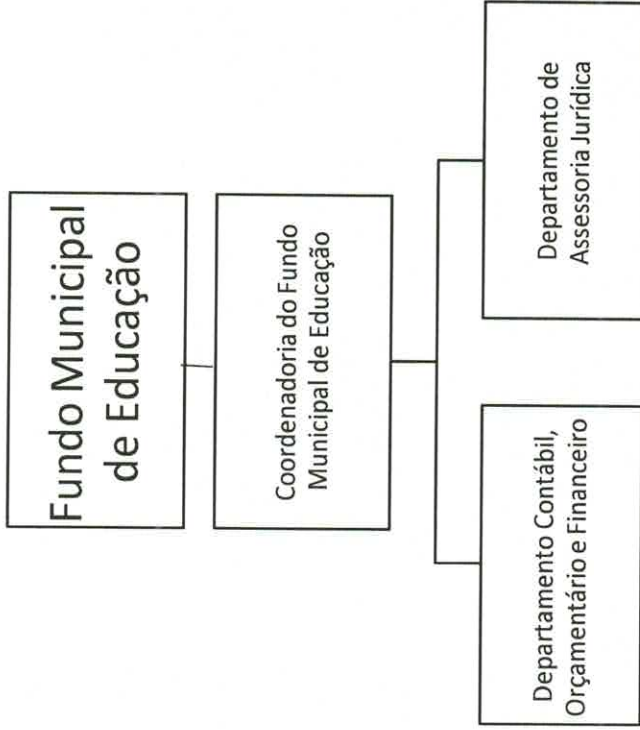 Fundo Municipal
de Educação
Coordenadoria do Fundo
Municipal de Educação
Departamento Contábil,
Orçamentário e Financeiro
Departamento de
Assessoria Jurídica